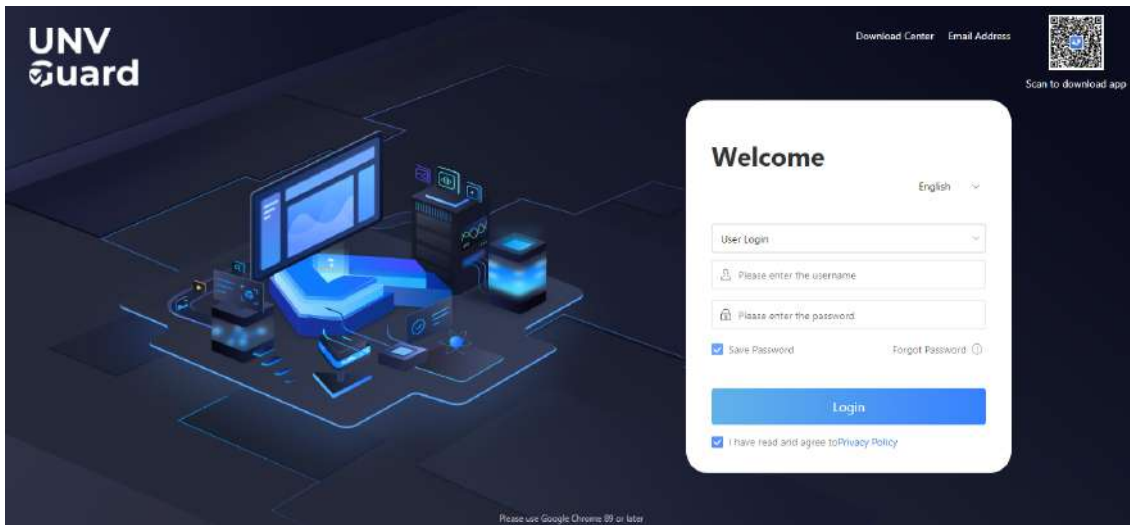 UNV
Guard
Download Center Email Address
Scan to download app
Welcome
English
User Login
Please enter the username
Please enter the password
Save Password Forgot Password
Login
I have read and agree toPrivacy Policy
Please use Google Chrome 89 or later